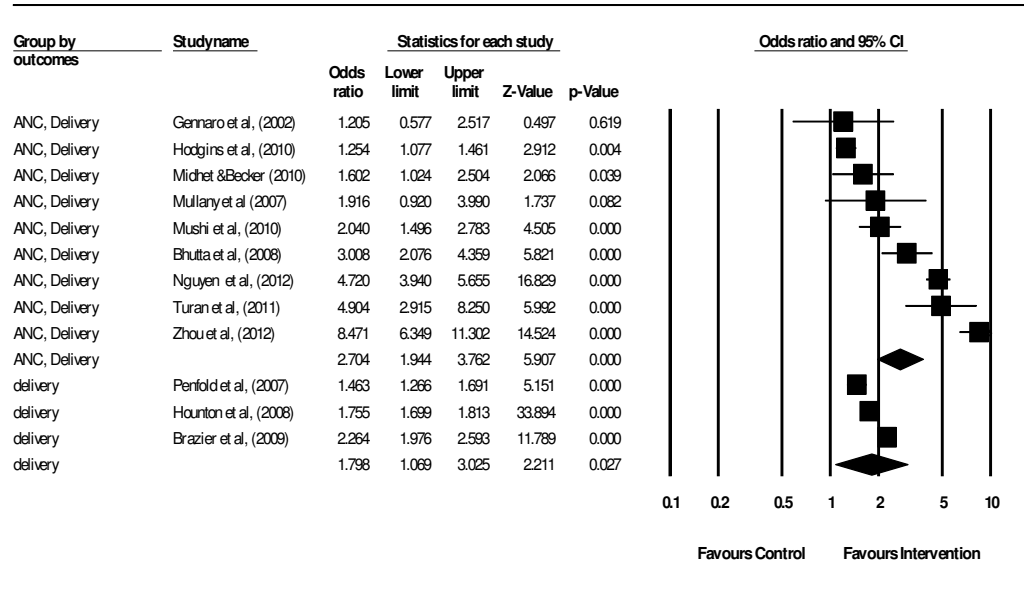 Group by outcomes Study name Statistics for each study Odds ratio and 95% CI
Odds ratio Lower limit Upper limit Z-Value p-Value
ANC, Delivery Gennaro et al, (2002) 1.205 0.577 2.517 0.497 0.619
ANC, Delivery Hodgins et al, (2010) 1.254 1.077 1.461 2.912 0.004
ANC, Delivery Midhet &Becker (2010) 1.602 1.024 2.504 2.066 0.039
ANC, Delivery Mullany et al (2007) 1.916 0.920 3.990 1.737 0.082
ANC, Delivery Mushi et al, (2010) 2.040 1.496 2.783 4.505 0.000
ANC, Delivery Bhutta et al, (2008) 3.008 2.076 4.359 5.821 0.000
ANC, Delivery Nguyen et al, (2012) 4.720 3.940 5.655 16.829 0.000
ANC, Delivery Turan et al, (2011) 4.904 2.915 8.250 5.992 0.000
ANC, Delivery Zhou et al, (2012) 8.471 6.349 11.302 14.524 0.000
ANC, Delivery 2.704 1.944 3.762 5.907 0.000
delivery Penfold et al, (2007) 1.463 1.266 1.691 5.151 0.000
delivery Hounton et al, (2008) 1.755 1.699 1.813 33.894 0.000
delivery Brazier et al, (2009) 2.264 1.976 2.593 11.789 0.000
delivery 1.798 1.069 3.025 2.211 0.027
0.1 0.2 0.5 1 2 5 10
Favours Control Favours Intervention